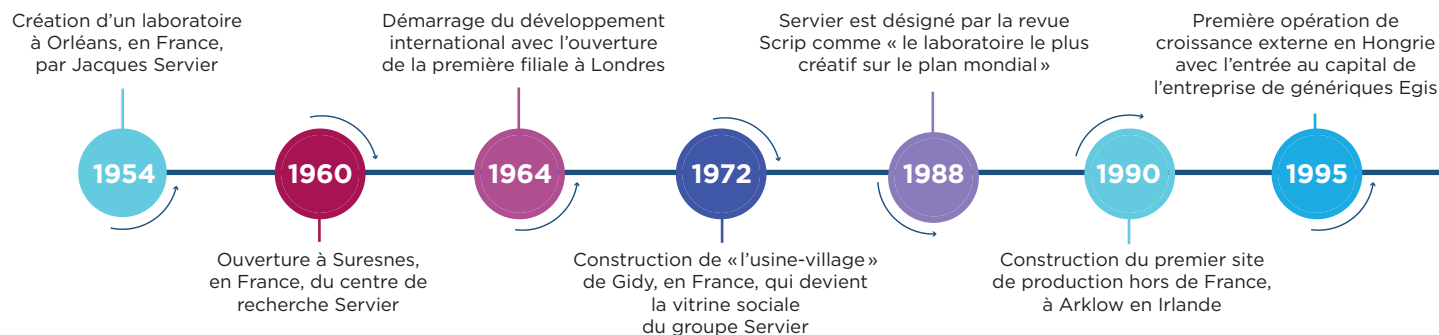 Création d’un laboratoire
à Orléans, en France,
par Jacques Servier
1954
1960
Ouverture à Suresnes,
en France, du centre de
recherche Servier
Démarrage du développement
international avec l’ouverture
de la première filiale à Londres
1964
1972
Construction de « l’usine-village »
de Gidy, en France, qui devient
la vitrine sociale
du groupe Servier
Servier est désigné par la revue
Scrip comme « le laboratoire le plus
créatif sur le plan mondial »
1988
1990
Construction du premier site
de production hors de France,
à Arklow en Irlande
Première opération de
croissance externe en Hongrie
avec l’entrée au capital de
l’entreprise de génériques Egis
1995